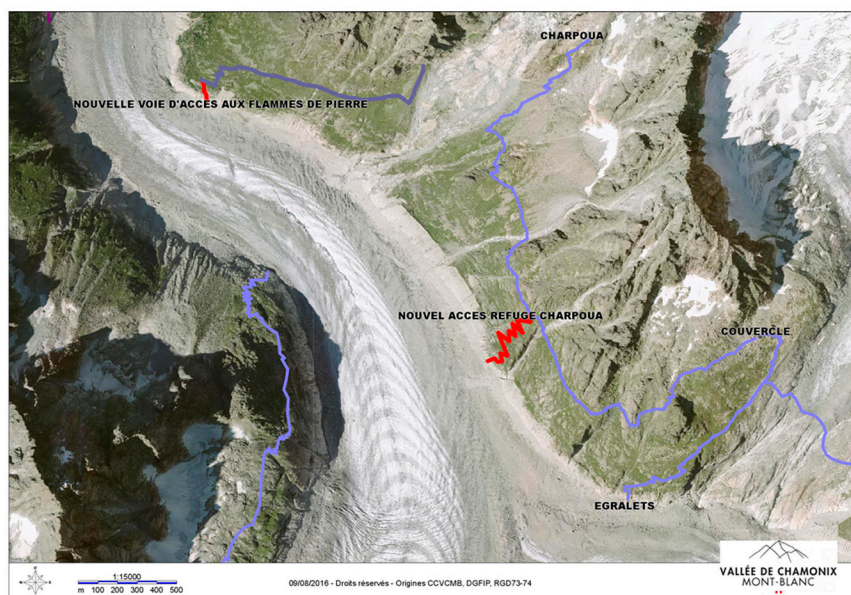 CHARPOUA
NOUVELLE VOIE D'ACCES AUX FLAMMES DE PIERRE
NOUVEL ACCES REFUGE CHARPOUA
COUVERCLE
EGRALETS
1:15000
m 100 200 300 400 500
09/08/2016 - Droits réservés - Origines CCVCMB, DGFIP, RGD73-74
VALLÉE DE CHAMONIX
MONT-BLANC